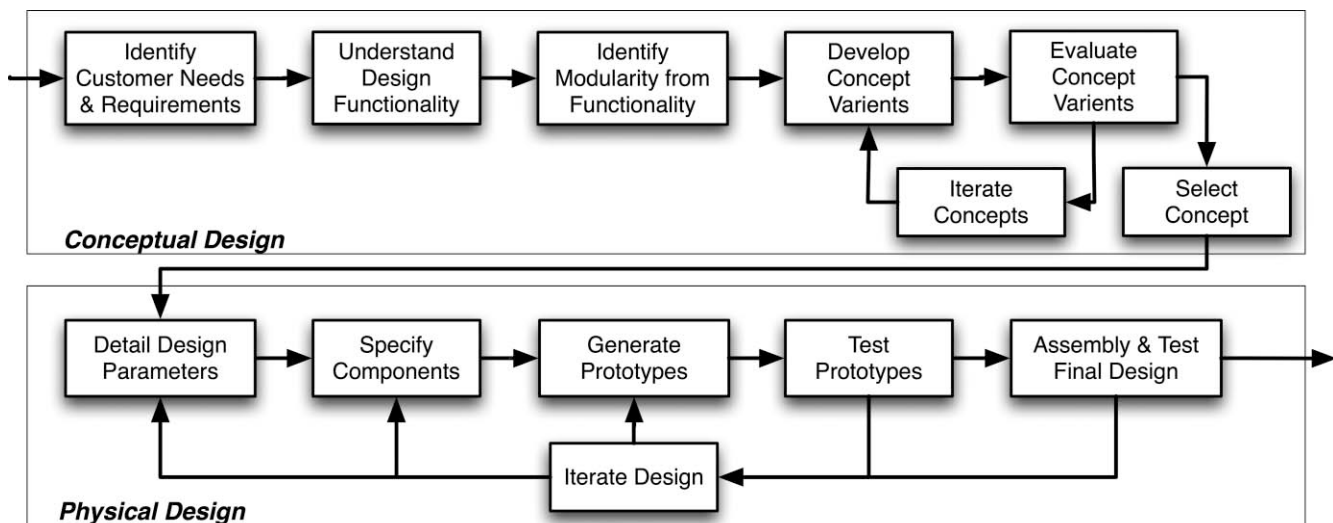 Identify
Customer Needs
& Requirements
Understand
Design
Functionality
Identify
Modularity from
Functionality
Develop
Concept
Varients
Evaluate
Concept
Varients
Iterate
Concepts
Select
Concept
Conceptual Design
Detail Design
Parameters
Specify
Components
Generate
Prototypes
Test
Prototypes
Assembly & Test
Final Design
Iterate Design
Physical Design